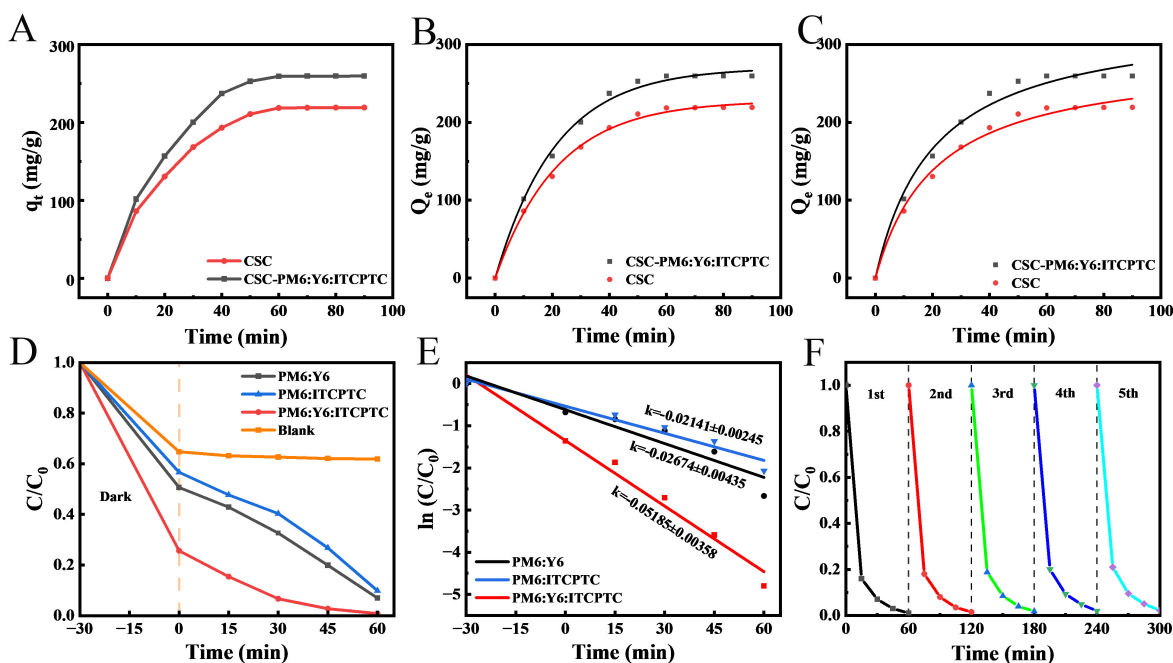 A
300
200
100
0
q_t (mg/g)
CSC
CSC-PM6:Y6:ITCPTC
0 20 40 60 80 100
Time (min)
B
300
200
100
0
Q_e (mg/g)
CSC-PM6:Y6:ITCPTC
CSC
0 20 40 60 80 100
Time (min)
C
300
200
100
0
Q_e (mg/g)
CSC-PM6:Y6:ITCPTC
CSC
0 20 40 60 80 100
Time (min)
D
1.0
0.8
0.6
0.4
0.2
0.0
C/C_0
PM6:Y6
PM6:ITCPTC
PM6:Y6:ITCPTC
Blank
Dark
−30 −15 0 15 30 45 60
Time (min)
E
0
−1
−2
−3
−4
−5
ln (C/C_0)
k=-0.02141±0.00245
k=-0.02674±0.00435
k=-0.05185±0.00358
PM6:Y6
PM6:ITCPTC
PM6:Y6:ITCPTC
−30 −15 0 15 30 45 60
Time (min)
F
1.0
0.8
0.6
0.4
0.2
0.0
C/C_0
1st 2nd 3rd 4th 5th
0 60 120 180 240 300
Time (min)